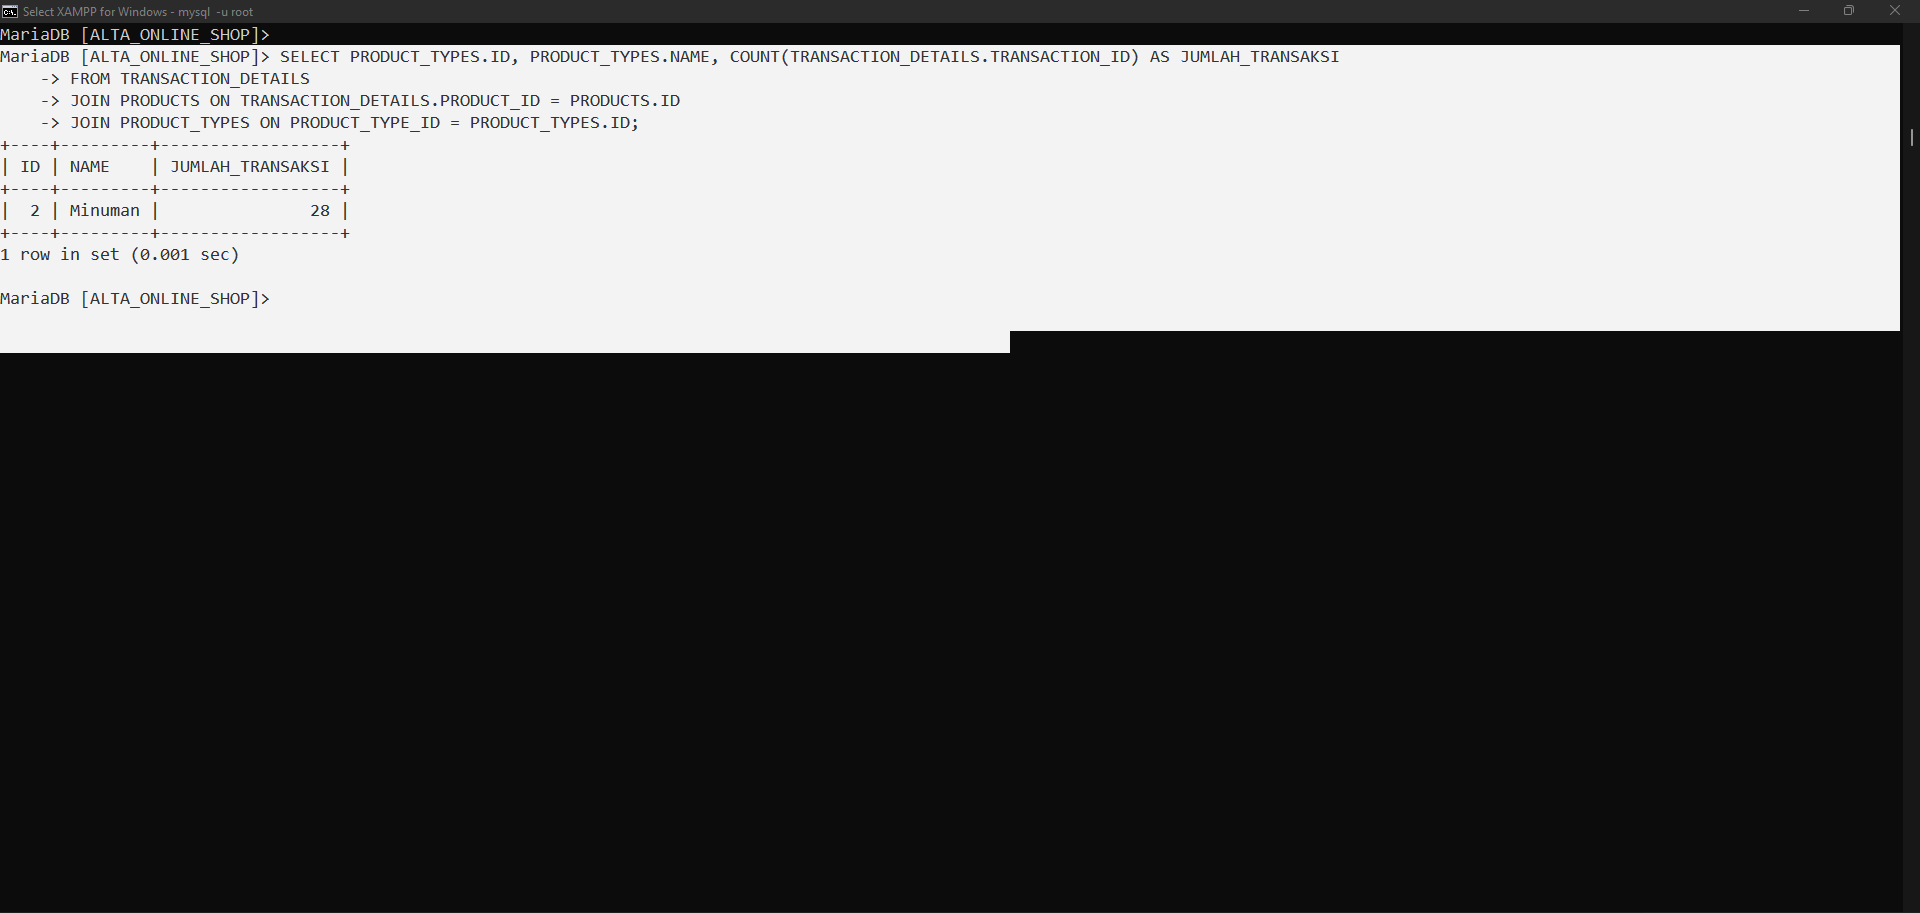 Select XAMPP for Windows - mysql  -u root
MariaDB [ALTA_ONLINE_SHOP]>
MariaDB [ALTA_ONLINE_SHOP]> SELECT PRODUCT_TYPES.ID, PRODUCT_TYPES.NAME, COUNT(TRANSACTION_DETAILS.TRANSACTION_ID) AS JUMLAH_TRANSAKSI
    -> FROM TRANSACTION_DETAILS
    -> JOIN PRODUCTS ON TRANSACTION_DETAILS.PRODUCT_ID = PRODUCTS.ID
    -> JOIN PRODUCT_TYPES ON PRODUCT_TYPE_ID = PRODUCT_TYPES.ID;
+----+---------+------------------+
| ID | NAME    | JUMLAH_TRANSAKSI |
+----+---------+------------------+
|  2 | Minuman |               28 |
+----+---------+------------------+
1 row in set (0.001 sec)
MariaDB [ALTA_ONLINE_SHOP]>